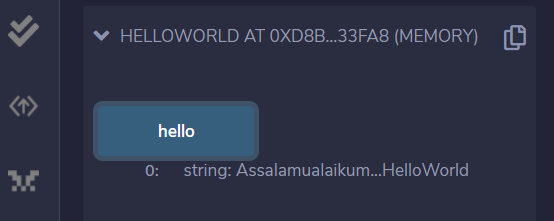 HELLOWORLD AT 0XD8B...33FA8 (MEMORY)
hello
0: string: Assalamualaikum...HelloWorld